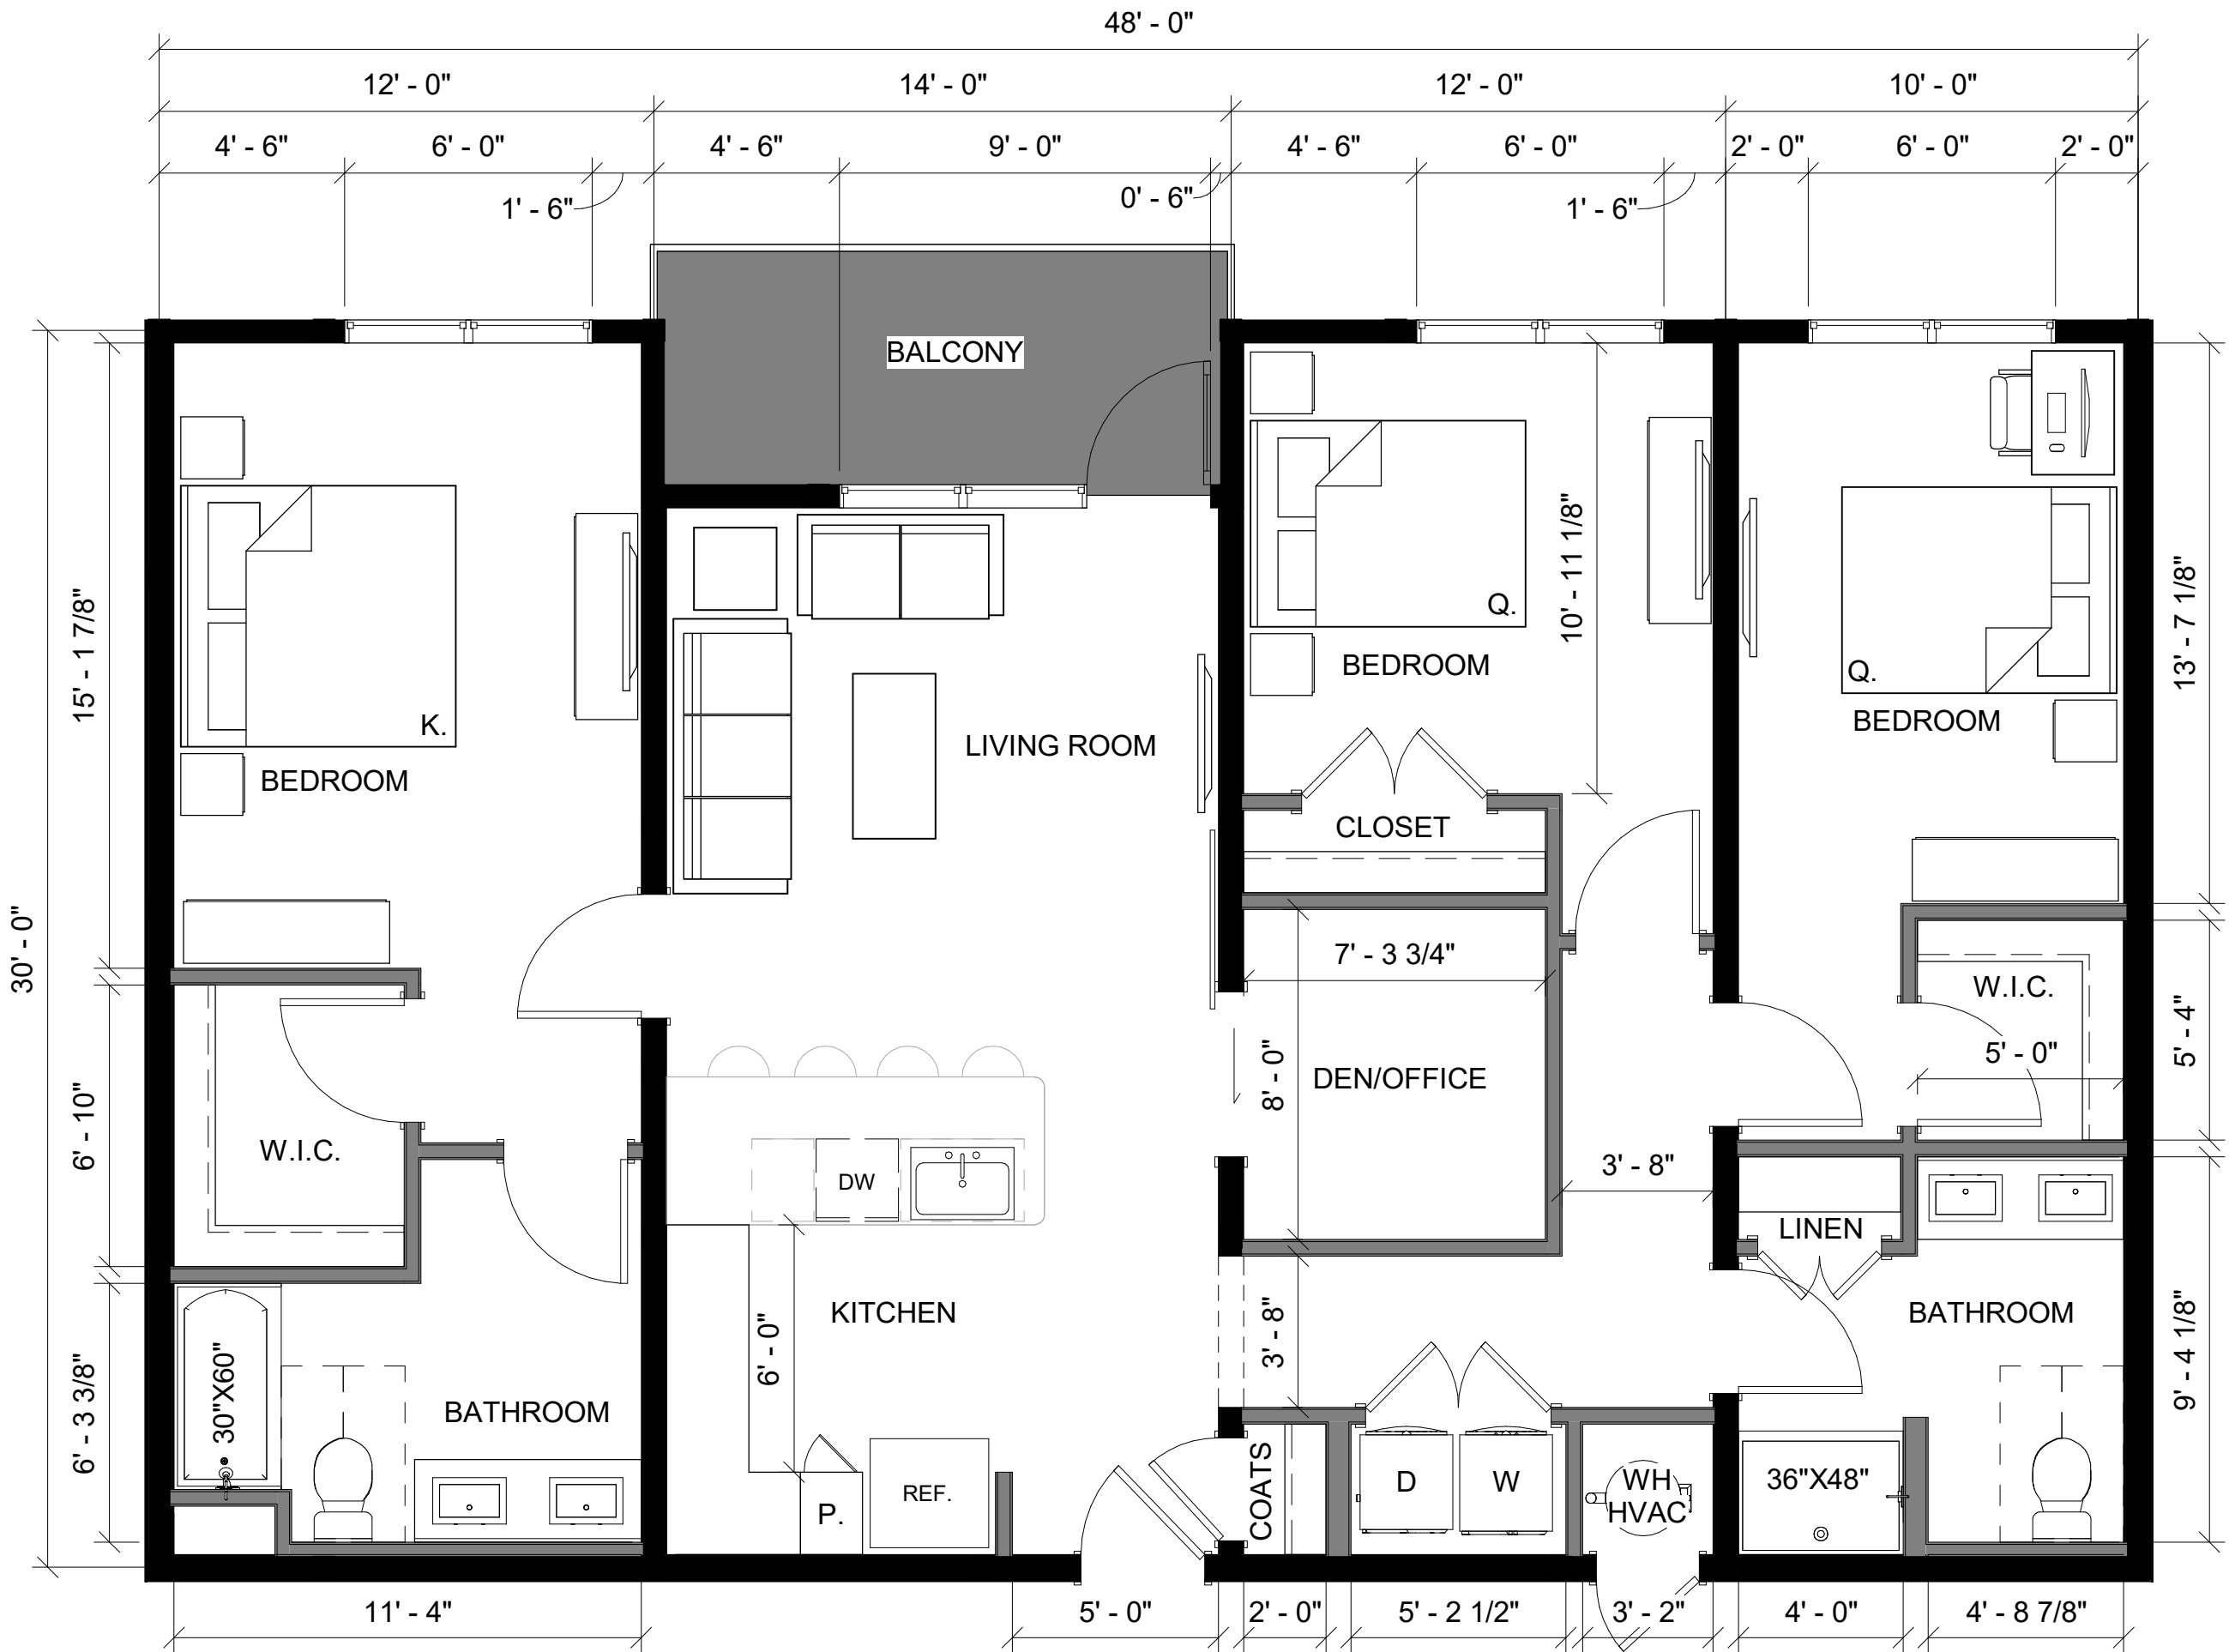 48' - 0"
12' - 0"
14' - 0"
12' - 0"
10' - 0"
4' - 6"
6' - 0"
4' - 6"
9' - 0"
4' - 6"
6' - 0"
2' - 0"
6' - 0"
2' - 0"
1' - 6"
0' - 6"
1' - 6"
BALCONY
30' - 0"
15' - 1 7/8"
6' - 10"
6' - 3 3/8"
K.
BEDROOM
LIVING ROOM
Q.
BEDROOM
10' - 11 1/8"
Q.
BEDROOM
13' - 7 1/8"
CLOSET
7' - 3 3/4"
8' - 0"
DEN/OFFICE
W.I.C.
5' - 0"
5' - 4"
W.I.C.
DW
3' - 8"
LINEN
KITCHEN
6' - 0"
3' - 8"
BATHROOM
9' - 4 1/8"
30"X60"
BATHROOM
P.
REF.
COATS
D
W
WH
HVAC
36"X48"
11' - 4"
5' - 0"
2' - 0"
5' - 2 1/2"
3' - 2"
4' - 0"
4' - 8 7/8"